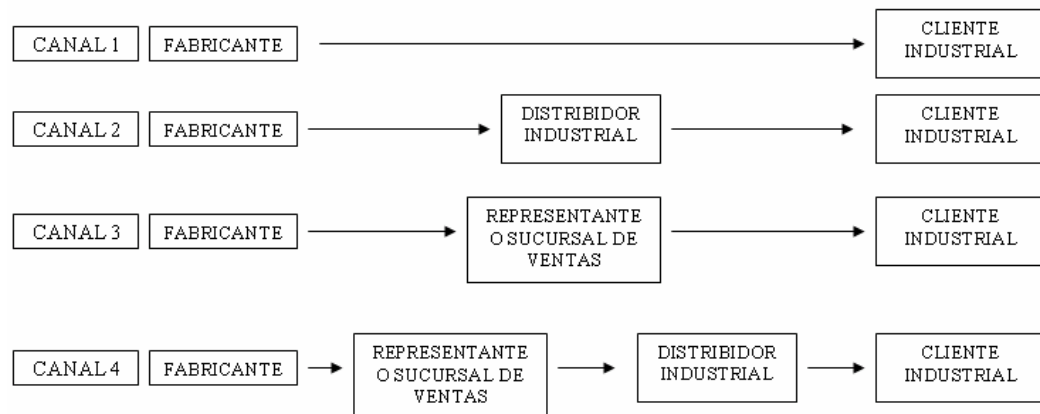 CANAL 1
FABRICANTE
CLIENTE
INDUSTRIAL
CANAL 2
FABRICANTE
DISTRIBIDOR
INDUSTRIAL
CLIENTE
INDUSTRIAL
CANAL 3
FABRICANTE
REPRESENTANTE
O SUCURSAL DE
VENTAS
CLIENTE
INDUSTRIAL
CANAL 4
FABRICANTE
REPRESENTANTE
O SUCURSAL DE
VENTAS
DISTRIBIDOR
INDUSTRIAL
CLIENTE
INDUSTRIAL